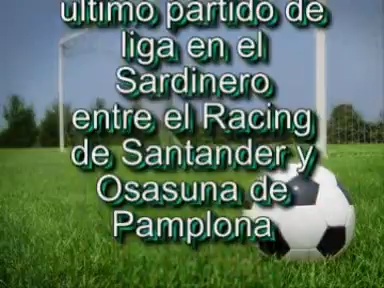 ultimo partido de
liga en el
Sardinero
entre el Racing
de Santander y
Osasuna de
Pamplona